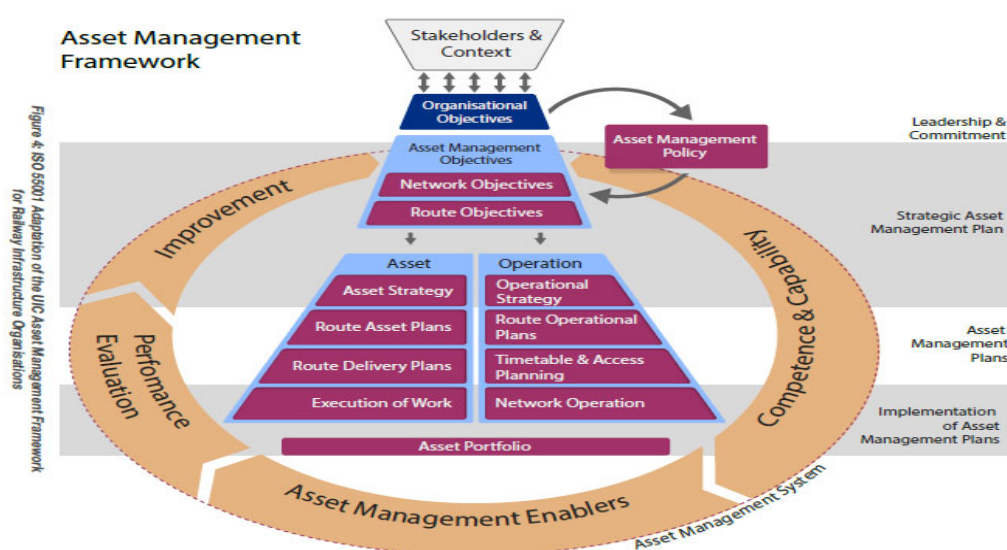 Asset Management
Framework
Stakeholders &
Context
Organisational
Objectives
Asset Management
Policy
Asset Management
Objectives
Network Objectives
Route Objectives
Asset
Operation
Asset Strategy
Operational
Strategy
Route Asset Plans
Route Operational
Plans
Route Delivery Plans
Timetable & Access
Planning
Execution of Work
Network Operation
Asset Portfolio
Improvement
Perfomance
Evaluation
Asset Management Enablers
Competence & Capability
Asset Management System
Leadership &
Commitment
Strategic Asset
Management Plan
Asset
Management
Plans
Implementation
of Asset
Management Plans
Figure 4: ISO 55001 Adaptation of the UIC Asset Management Framework
for Railway Infrastructure Organisations